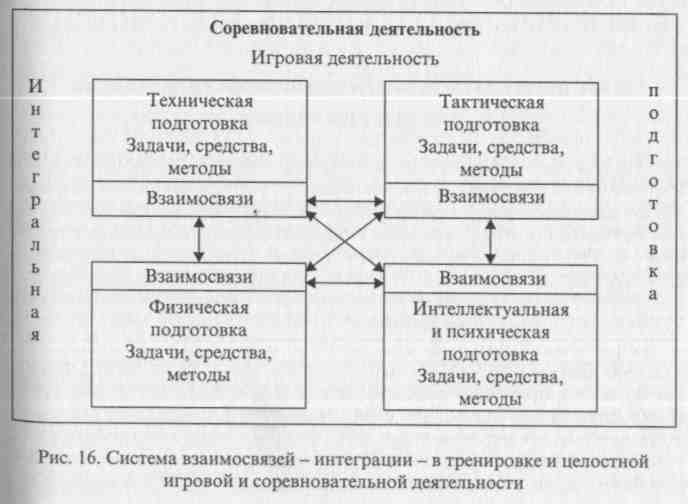 Соревновательная деятельность
Игровая деятельность
Интегральная
Техническая
подготовка
Задачи, средства,
методы
Взаимосвязи
Тактическая
подготовка
Задачи, средства,
методы
Взаимосвязи
подготовка
Взаимосвязи
Физическая
подготовка
Задачи, средства,
методы
Взаимосвязи
Интеллектуальная
и психическая
подготовка
Задачи, средства,
методы
Рис. 16. Система взаимосвязей – интеграции – в тренировке и целостной
игровой и соревновательной деятельности